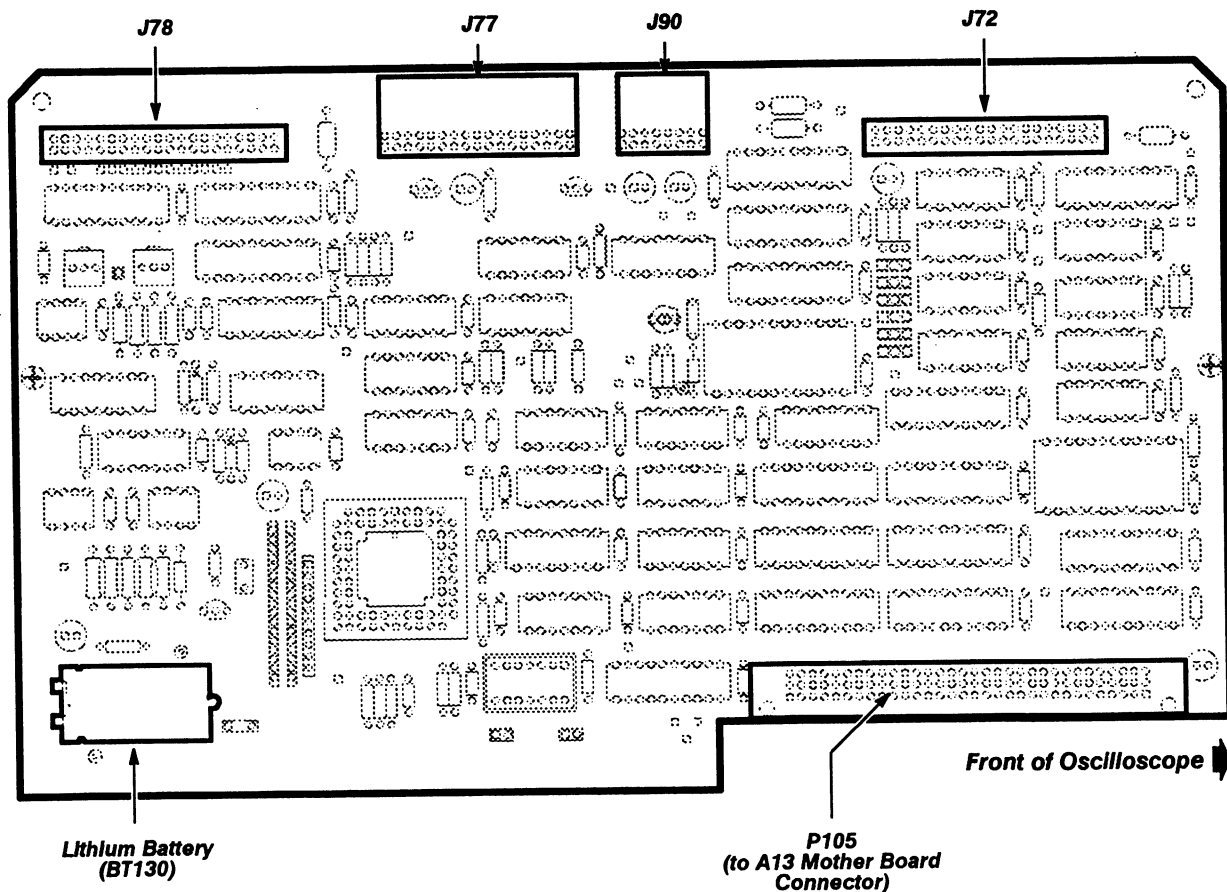 J78
J77
J90
J72
Front of Oscilloscope
Lithium Battery
(BT130)
P105
(to A13 Mother Board
Connector)